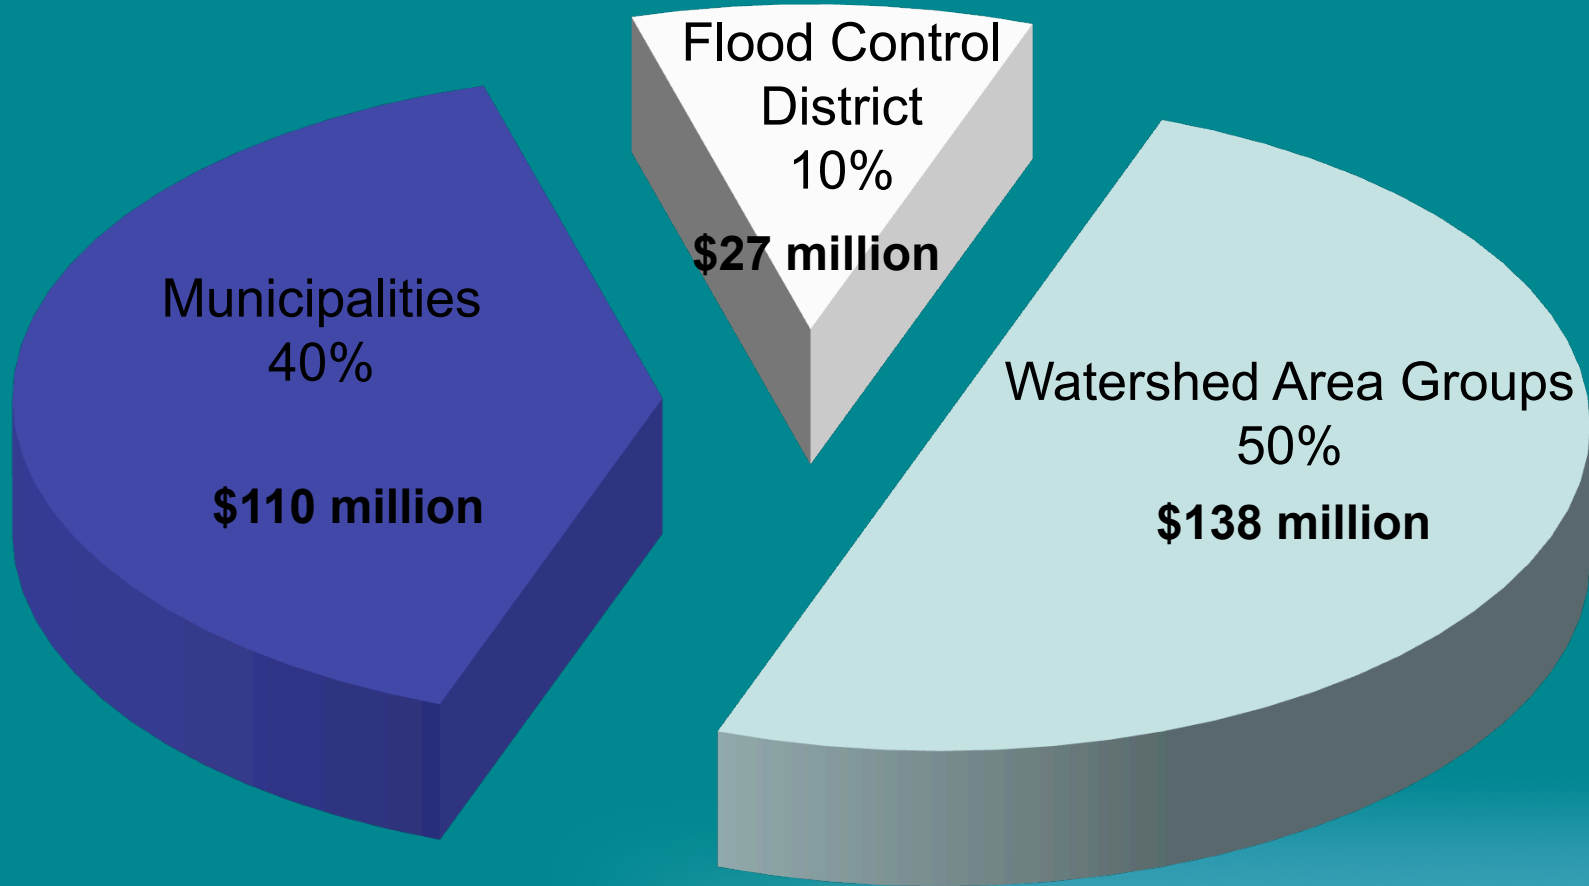 Flood Control
District
10%
$27 million
Municipalities
40%
$110 million
Watershed Area Groups
50%
$138 million